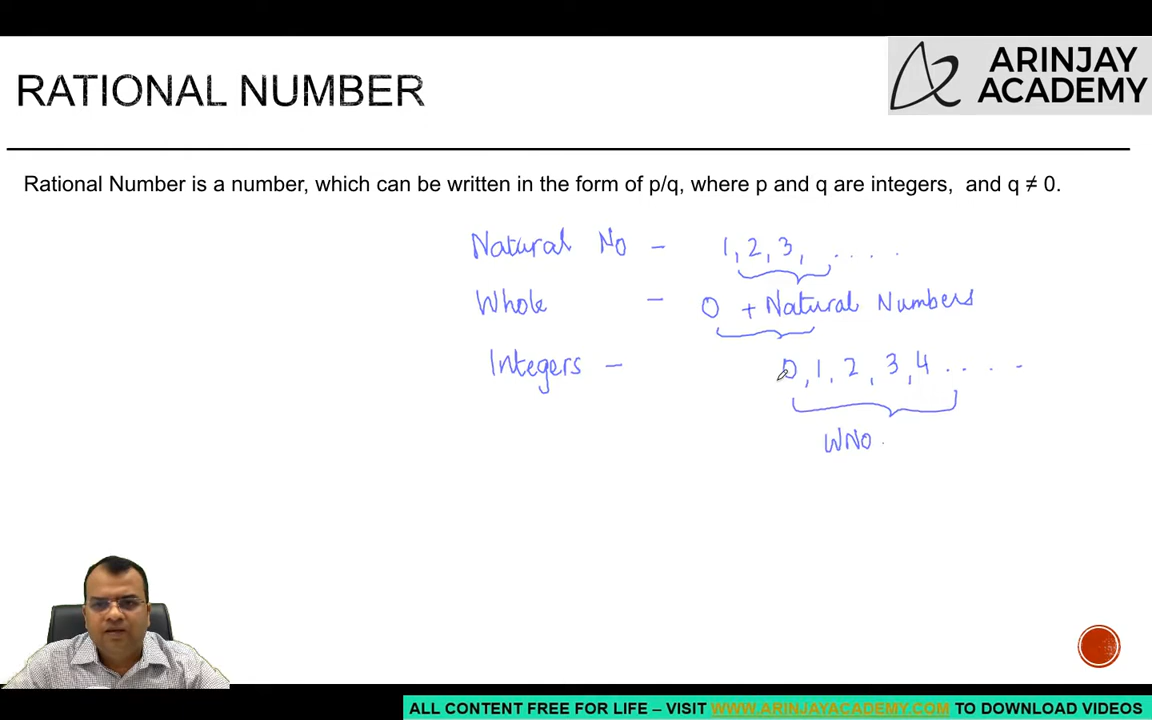 RATIONAL NUMBER
ARINJAY
ACADEMY
Rational Number is a number, which can be written in the form of p/q, where p and q are integers, and q ≠ 0.
Natural No – 1, 2, 3, . . . .
Whole – 0 + Natural Numbers
Integers – 0, 1, 2, 3, 4 . . . .
WNO.
ALL CONTENT FREE FOR LIFE – VISIT WWW.ARINJAYACADEMY.COM TO DOWNLOAD VIDEOS